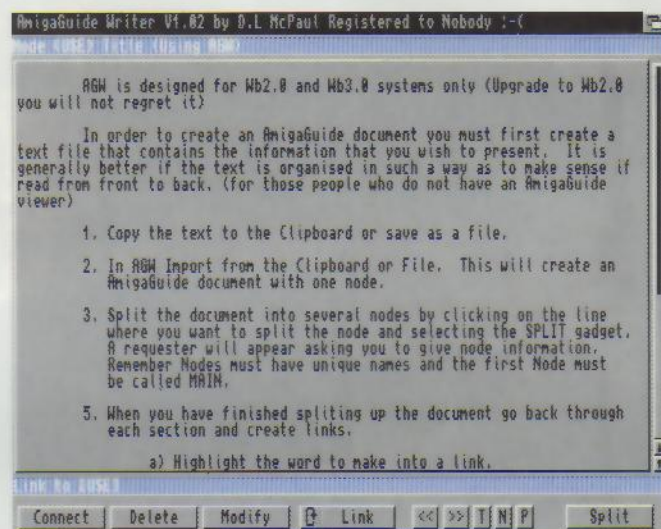 AmigaGuide Writer V1.02 by D.L McPaul Registered to Nobody :-(
Node (USE) Title (Using AGW)
AGW is designed for Wb2.0 and Wb3.0 systems only (Upgrade to Wb2.0
you will not regret it)
In order to create an AmigaGuide document you must first create a
text file that contains the information that you wish to present. It is
generally better if the text is organised in such a way as to make sense if
read from front to back. (for those people who do not have an AmigaGuide
viewer)
1. Copy the text to the Clipboard or save as a file.
2. In AGW Import from the Clipboard or File. This will create an
AmigaGuide document with one node.
3. Split the document into several nodes by clicking on the line
where you want to split the node and selecting the SPLIT gadget.
A requester will appear asking you to give node information.
Remember Nodes must have unique names and the first Node must
be called MAIN.
5. When you have finished spliting up the document go back through
each section and create links.
a) Highlight the word to make into a link.
Link to (USE)
Connect Delete Modify Link << >> T N P Split